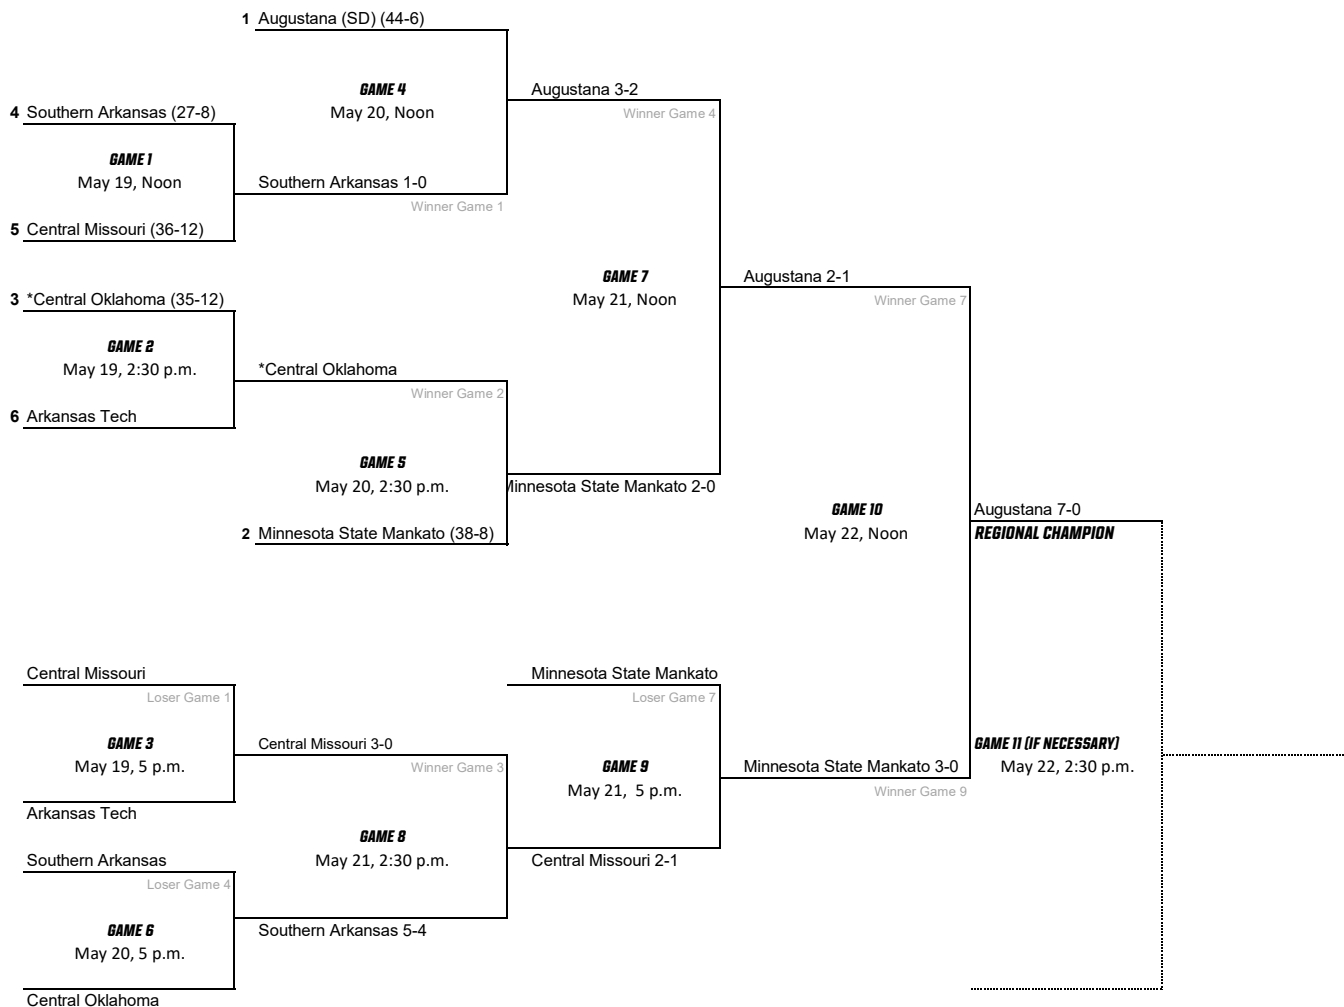 1 Augustana (SD) (44-6)
GAME 4
May 20, Noon
Augustana 3-2
Winner Game 4
4 Southern Arkansas (27-8)
GAME 1
May 19, Noon
Southern Arkansas 1-0
Winner Game 1
5 Central Missouri (36-12)
GAME 7
May 21, Noon
Augustana 2-1
Winner Game 7
3 *Central Oklahoma (35-12)
GAME 2
May 19, 2:30 p.m.
*Central Oklahoma
Winner Game 2
6 Arkansas Tech
GAME 5
May 20, 2:30 p.m.
Minnesota State Mankato 2-0
2 Minnesota State Mankato (38-8)
GAME 10
May 22, Noon
Augustana 7-0
REGIONAL CHAMPION
Central Missouri
Loser Game 1
GAME 3
May 19, 5 p.m.
Central Missouri 3-0
Winner Game 3
Arkansas Tech
Minnesota State Mankato
Loser Game 7
GAME 9
May 21, 5 p.m.
Minnesota State Mankato 3-0
Winner Game 9
GAME 11 (IF NECESSARY)
May 22, 2:30 p.m.
GAME 8
May 21, 2:30 p.m.
Central Missouri 2-1
Southern Arkansas
Loser Game 4
GAME 6
May 20, 5 p.m.
Southern Arkansas 5-4
Central Oklahoma